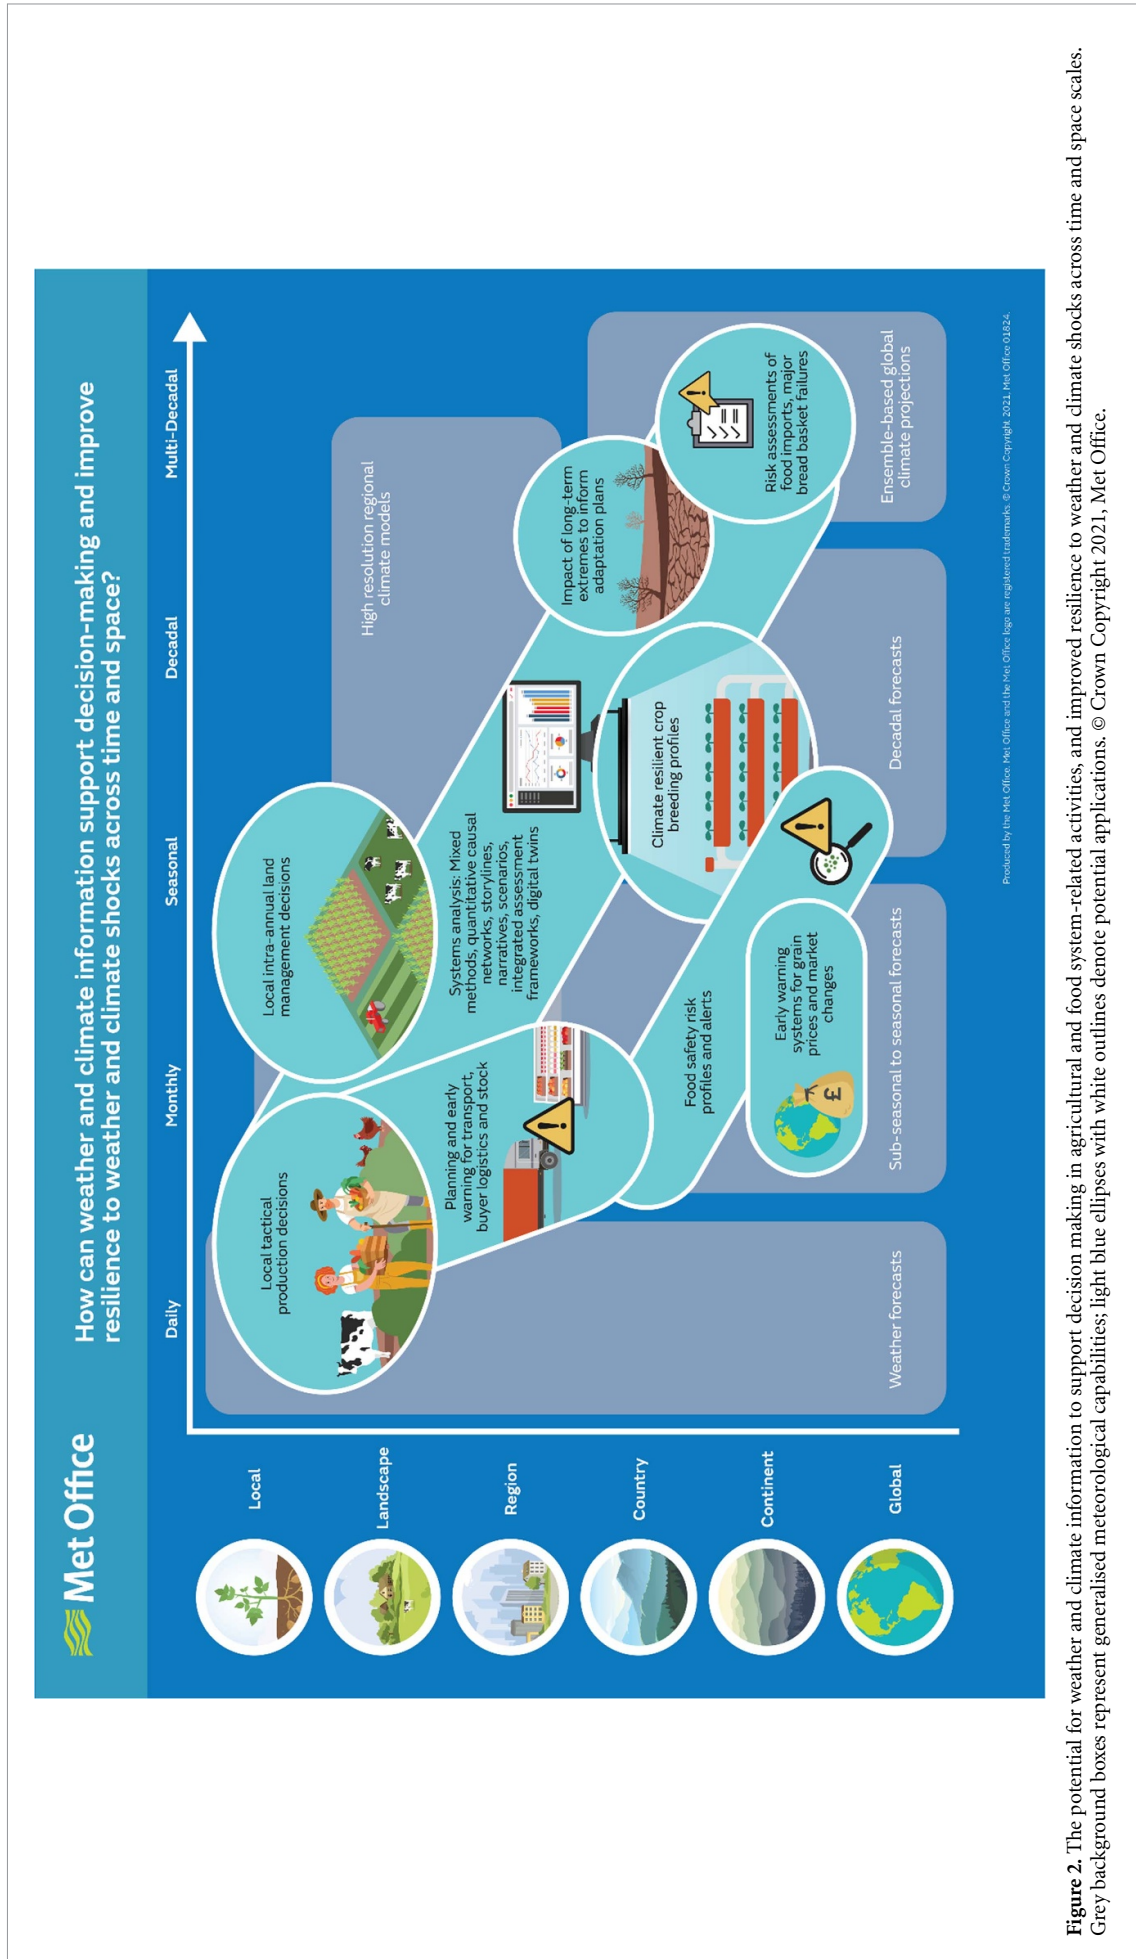 Met Office
How can weather and climate information support decision-making and improve
resilience to weather and climate shocks across time and space?
Daily
Monthly
Seasonal
Decadal
Multi-Decadal
Local
Landscape
Region
Country
Continent
Global
Local tactical
production decisions
Local intra-annual land
management decisions
High resolution regional
climate models
Planning and early
warning for transport,
buyer logistics and stock
Systems analysis: Mixed
methods, quantitative causal
networks, storylines,
narratives, scenarios,
integrated assessment
frameworks, digital twins
Impact of long-term
extremes to inform
adaptation plans
Food safety risk
profiles and alerts
Climate resilient crop
breeding profiles
Risk assessments of
food imports, major
bread basket failures
Early warning
systems for grain
prices and market
changes
£
Weather forecasts
Sub-seasonal to seasonal forecasts
Decadal forecasts
Ensemble-based global
climate projections
Produced by the Met Office. Met Office and the Met Office logo are registered trademarks. © Crown Copyright 2021, Met Office 01824.
Figure 2. The potential for weather and climate information to support decision making in agricultural and food system-related activities, and improved resilience to weather and climate shocks across time and space scales.
Grey background boxes represent generalised meteorological capabilities; light blue ellipses with white outlines denote potential applications. © Crown Copyright 2021, Met Office.